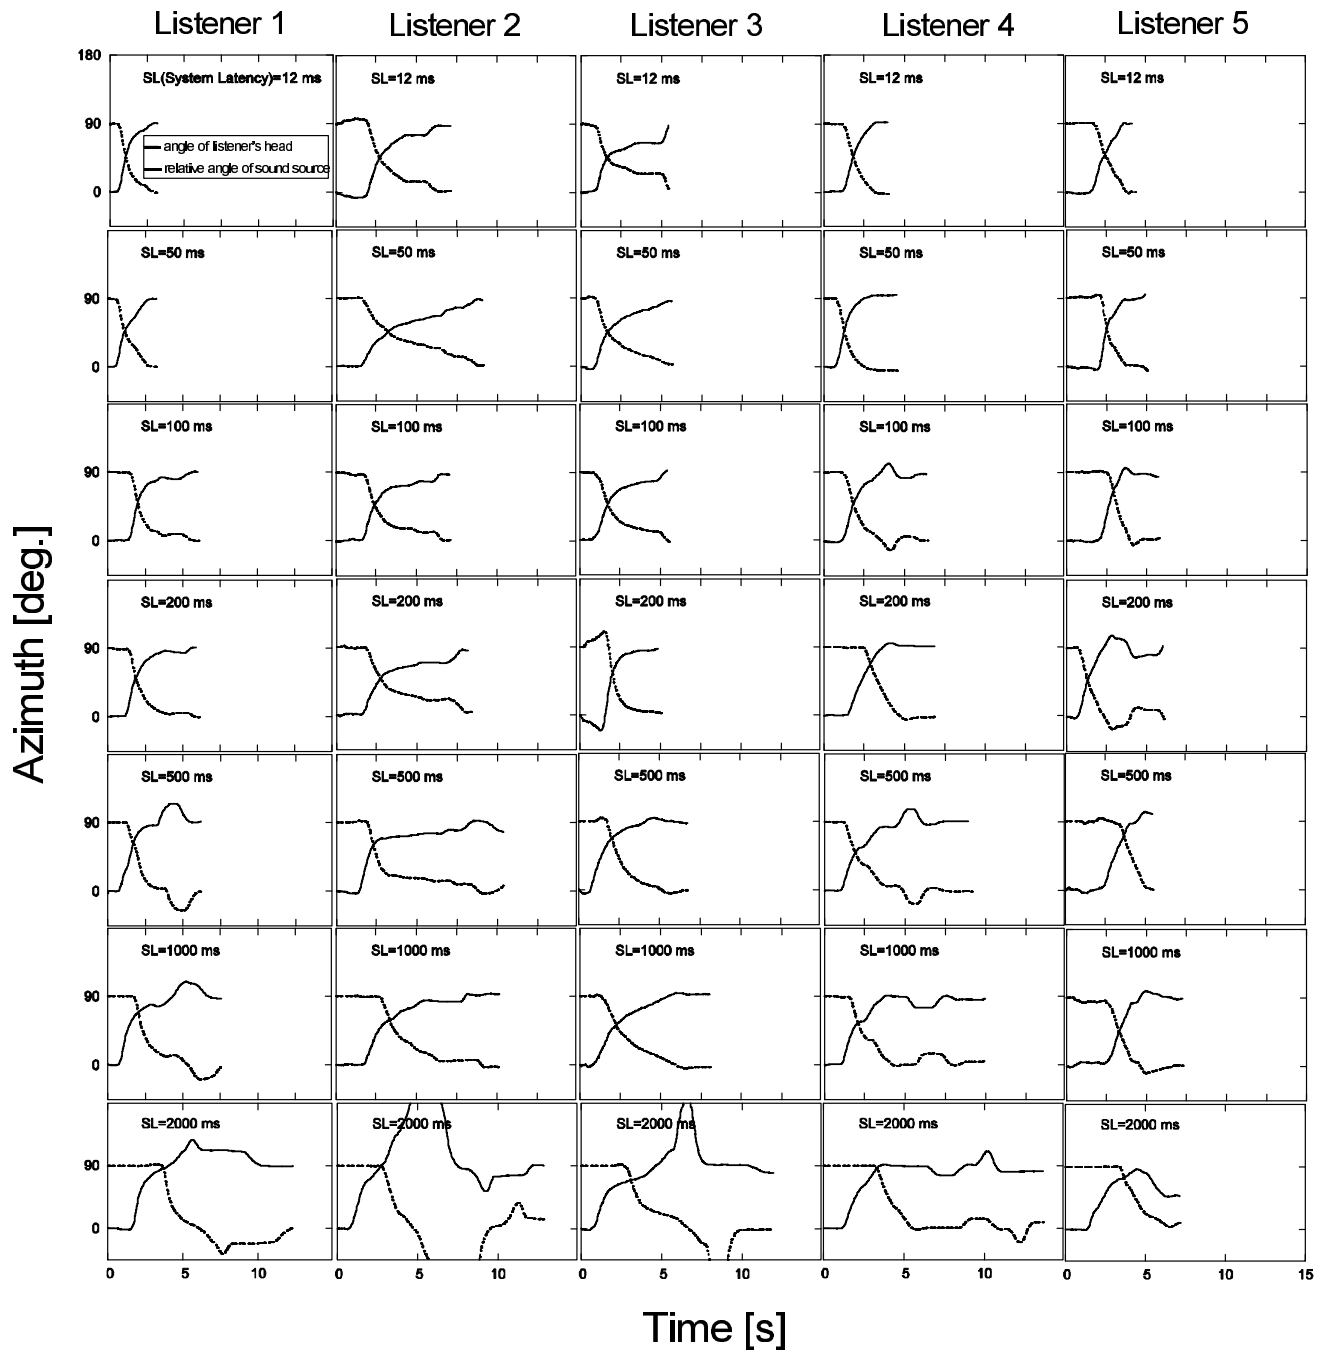 Listener 1 Listener 2 Listener 3 Listener 4 Listener 5
180
SL(System Latency)=12 ms SL=12 ms SL=12 ms SL=12 ms SL=12 ms
90
angle of listener's head
relative angle of sound source
0
SL=50 ms SL=50 ms SL=50 ms SL=50 ms SL=50 ms
90
0
SL=100 ms SL=100 ms SL=100 ms SL=100 ms SL=100 ms
90
0
SL=200 ms SL=200 ms SL=200 ms SL=200 ms SL=200 ms
90
0
SL=500 ms SL=500 ms SL=500 ms SL=500 ms SL=500 ms
90
0
SL=1000 ms SL=1000 ms SL=1000 ms SL=1000 ms SL=1000 ms
90
0
SL=2000 ms SL=2000 ms SL=2000 ms SL=2000 ms SL=2000 ms
90
0
0 5 10 0 5 10 0 5 10 0 5 10 0 5 10 15
Azimuth [deg.]
Time [s]